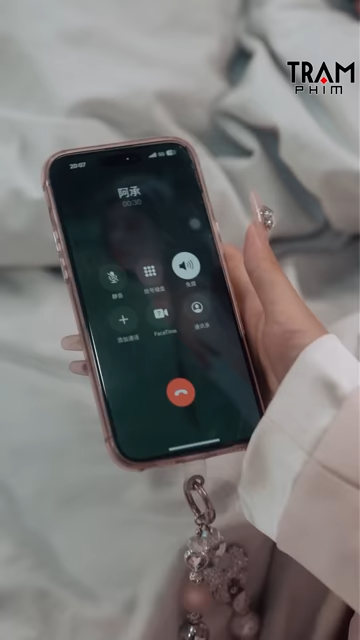 TRAM
PHIM
20:07
阿承
00:30
静音
拨号键盘
免提
添加通话
FaceTime
通讯录